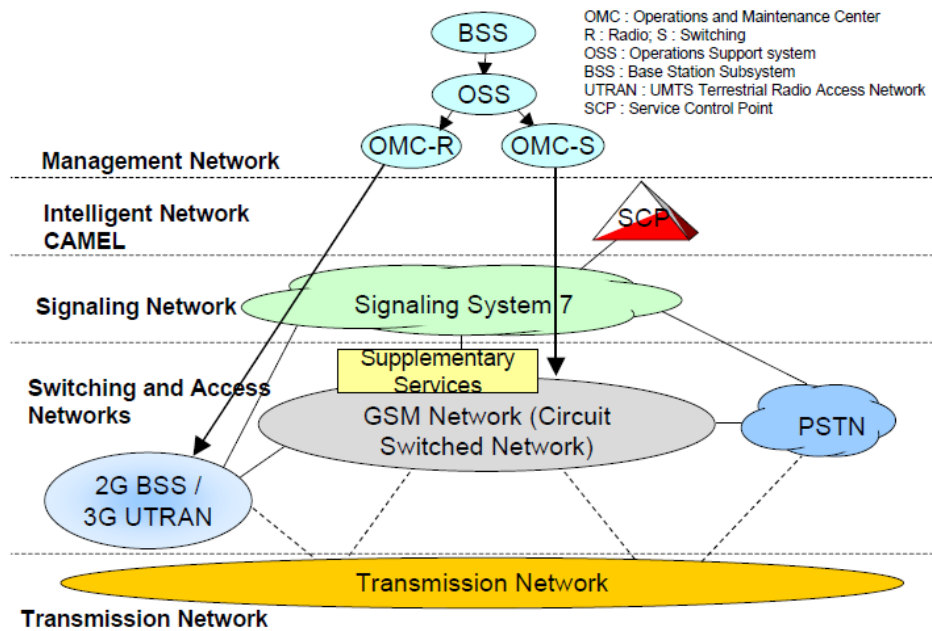 OMC : Operations and Maintenance Center
R : Radio; S : Switching
OSS : Operations Support system
BSS : Base Station Subsystem
UTRAN : UMTS Terrestrial Radio Access Network
SCP : Service Control Point
BSS
OSS
OMC-R
OMC-S
Management Network
Intelligent Network
CAMEL
SCP
Signaling Network
Signaling System 7
Supplementary
Services
Switching and Access
Networks
GSM Network (Circuit
Switched Network)
PSTN
2G BSS /
3G UTRAN
Transmission Network
Transmission Network